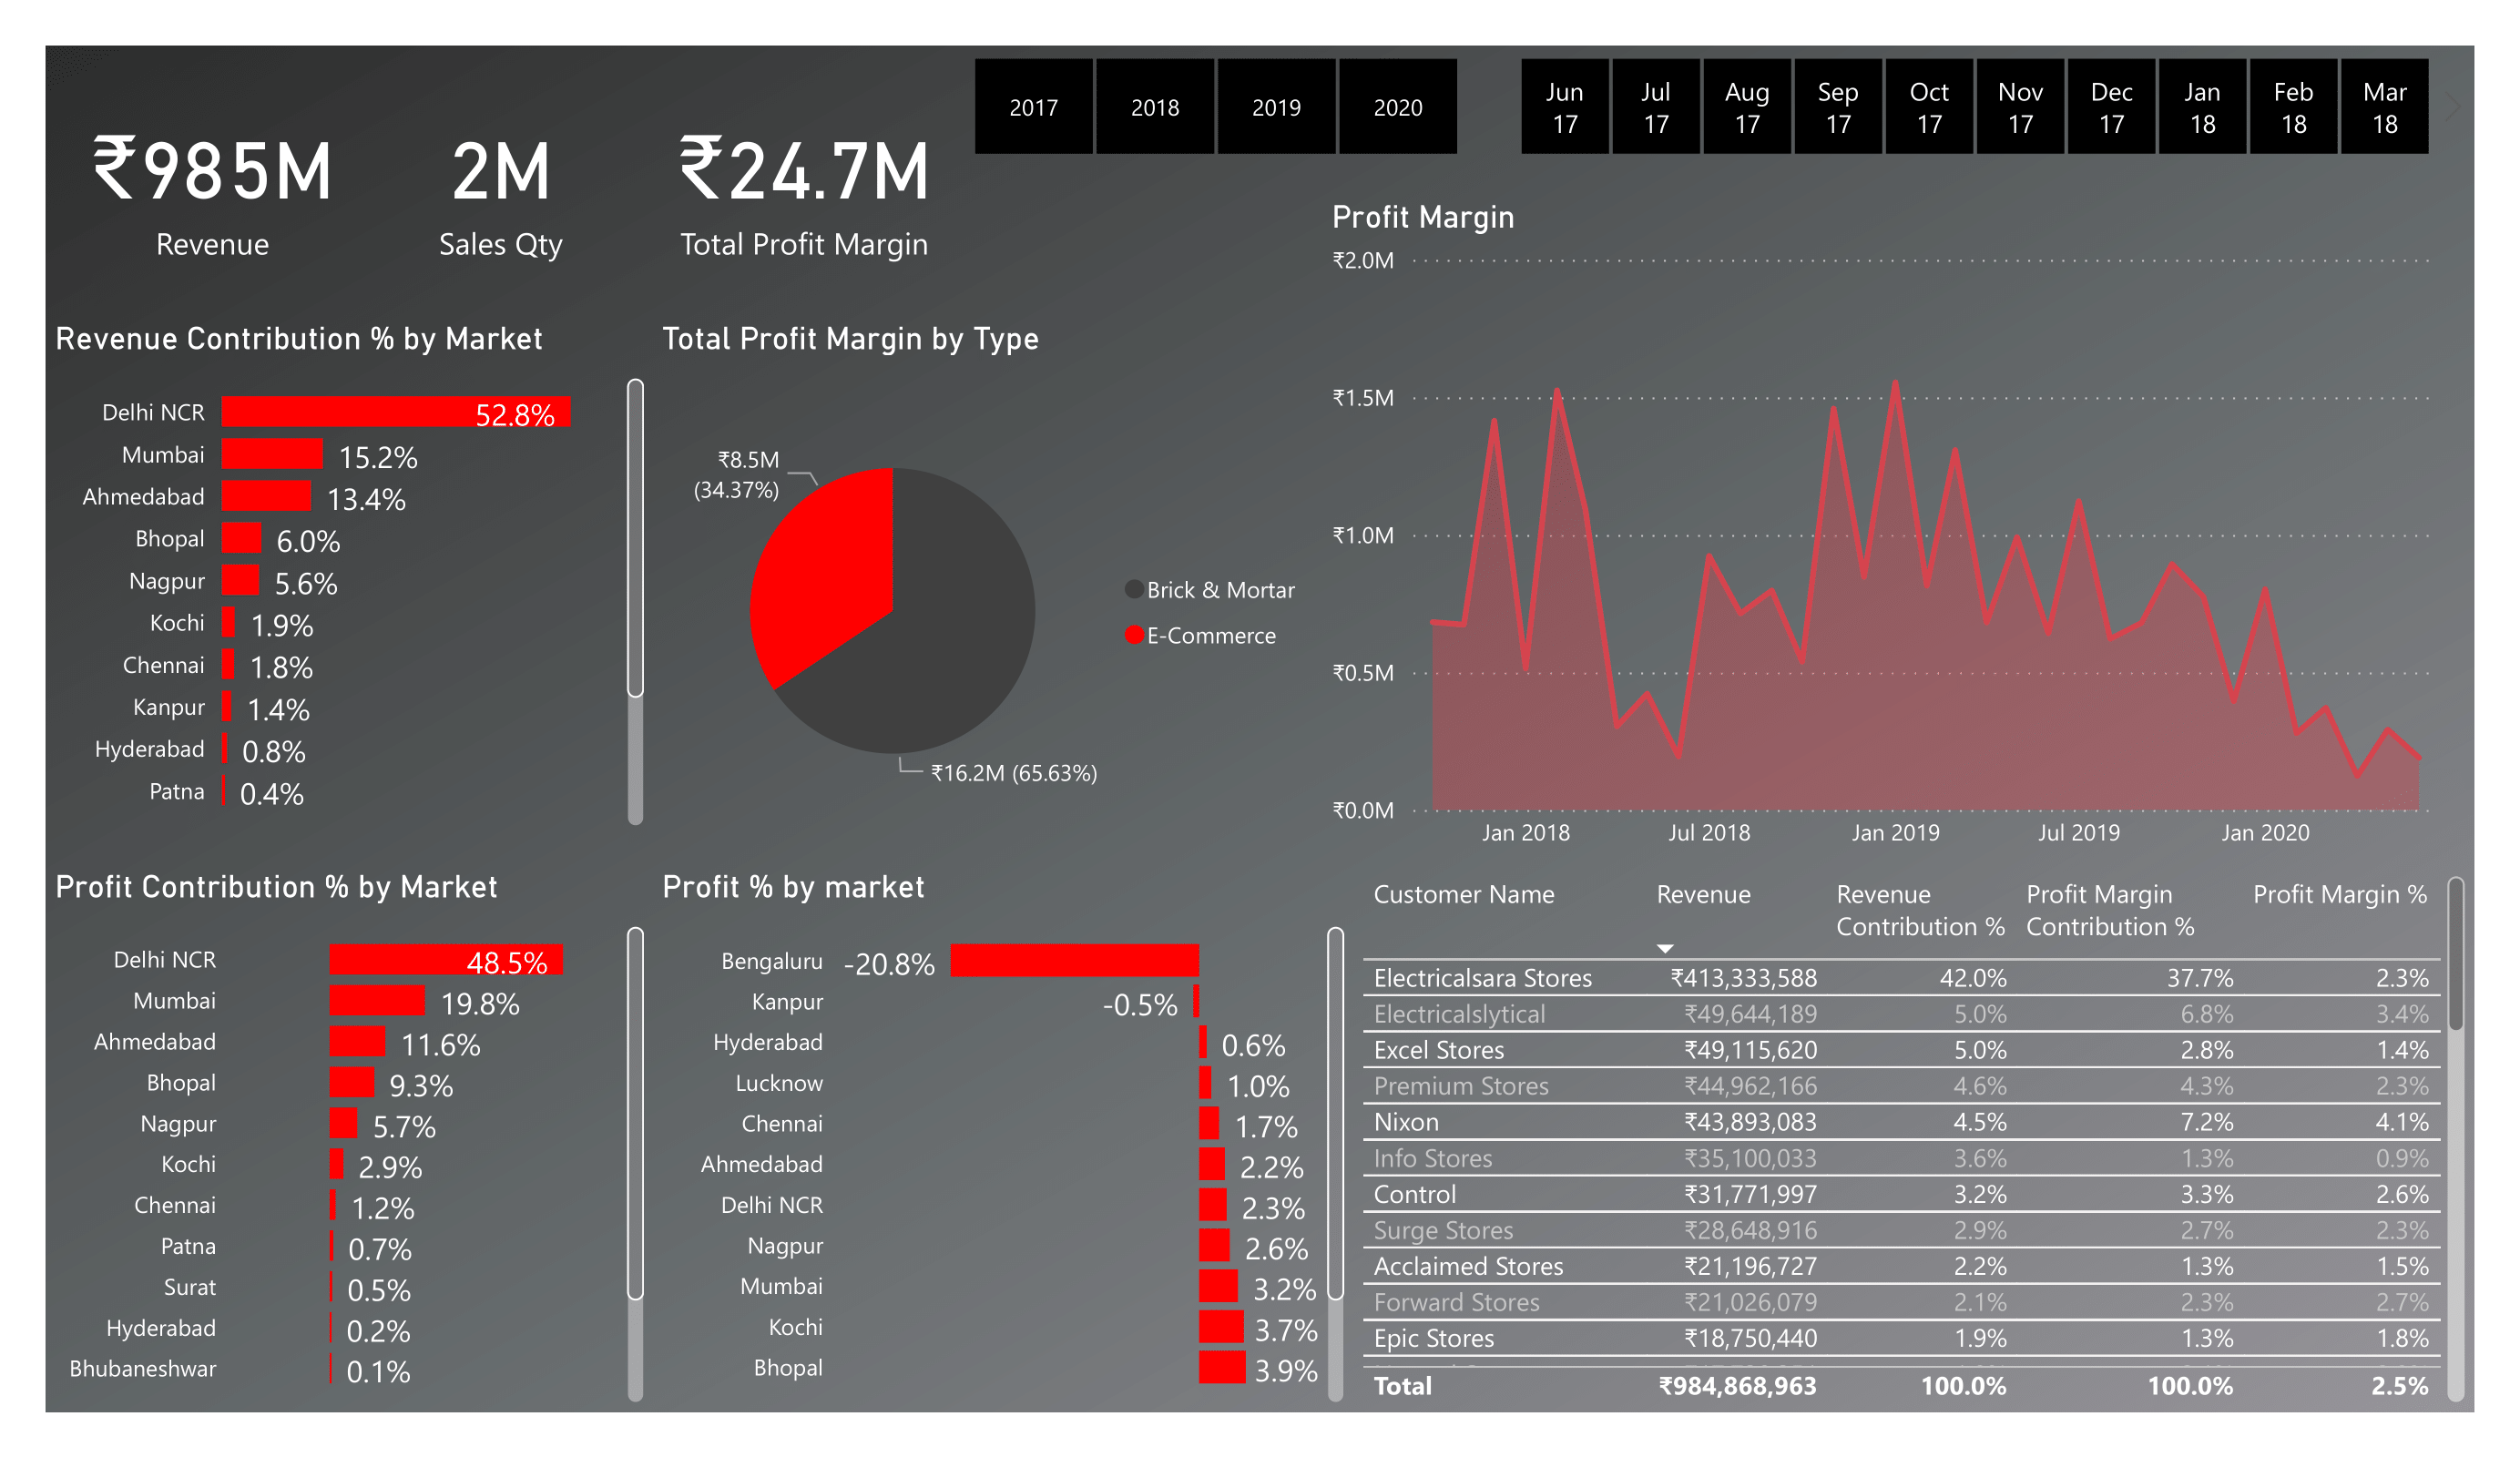 2017 2018 2019 2020
Jun 17 Jul 17 Aug 17 Sep 17 Oct 17 Nov 17 Dec 17 Jan 18 Feb 18 Mar 18
₹985M
Revenue
2M
Sales Qty
₹24.7M
Total Profit Margin
Revenue Contribution % by Market
Delhi NCR 52.8%
Mumbai 15.2%
Ahmedabad 13.4%
Bhopal 6.0%
Nagpur 5.6%
Kochi 1.9%
Chennai 1.8%
Kanpur 1.4%
Hyderabad 0.8%
Patna 0.4%
Total Profit Margin by Type
₹8.5M
(34.37%)
₹16.2M (65.63%)
Brick & Mortar
E-Commerce
Profit Margin
₹2.0M
₹1.5M
₹1.0M
₹0.5M
₹0.0M
Jan 2018 Jul 2018 Jan 2019 Jul 2019 Jan 2020
Profit Contribution % by Market
Delhi NCR 48.5%
Mumbai 19.8%
Ahmedabad 11.6%
Bhopal 9.3%
Nagpur 5.7%
Kochi 2.9%
Chennai 1.2%
Patna 0.7%
Surat 0.5%
Hyderabad 0.2%
Bhubaneshwar 0.1%
Profit % by market
Bengaluru -20.8%
Kanpur -0.5%
Hyderabad 0.6%
Lucknow 1.0%
Chennai 1.7%
Ahmedabad 2.2%
Delhi NCR 2.3%
Nagpur 2.6%
Mumbai 3.2%
Kochi 3.7%
Bhopal 3.9%
Customer Name Revenue Revenue Contribution % Profit Margin Contribution % Profit Margin %
Electricalsara Stores ₹413,333,588 42.0% 37.7% 2.3%
Electricalslytical ₹49,644,189 5.0% 6.8% 3.4%
Excel Stores ₹49,115,620 5.0% 2.8% 1.4%
Premium Stores ₹44,962,166 4.6% 4.3% 2.3%
Nixon ₹43,893,083 4.5% 7.2% 4.1%
Info Stores ₹35,100,033 3.6% 1.3% 0.9%
Control ₹31,771,997 3.2% 3.3% 2.6%
Surge Stores ₹28,648,916 2.9% 2.7% 2.3%
Acclaimed Stores ₹21,196,727 2.2% 1.3% 1.5%
Forward Stores ₹21,026,079 2.1% 2.3% 2.7%
Epic Stores ₹18,750,440 1.9% 1.3% 1.8%
Total ₹984,868,963 100.0% 100.0% 2.5%